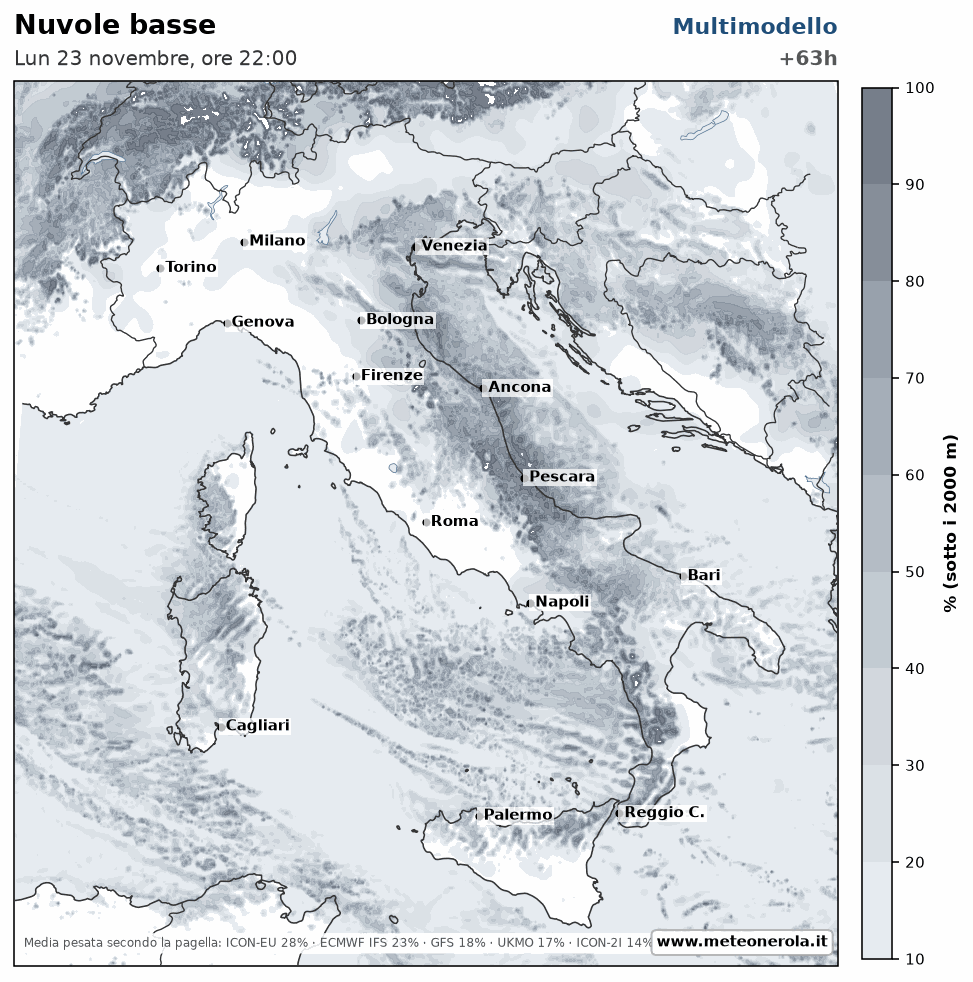 Nuvole basse
Multimodello
Lun 23 novembre, ore 22:00
+63h
100
90
80
70
60
50
40
30
20
10
% (sotto i 2000 m)
Venezia
Milano
Torino
Bologna
Genova
Firenze
Ancona
Pescara
Roma
Bari
Napoli
Cagliari
Palermo
Reggio C.
Media pesata secondo la pagella: ICON-EU 28% · ECMWF IFS 23% · GFS 18% · UKMO 17% · ICON-2I 14%
www.meteonerola.it